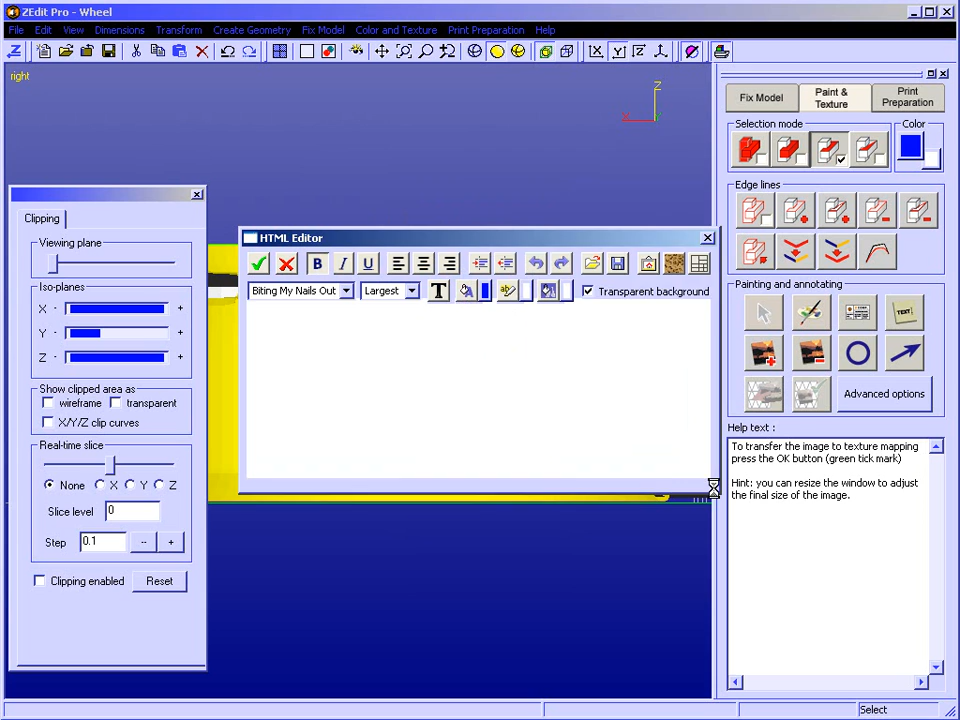 ZEdit Pro - Wheel
File Edit View Dimensions Transform Create Geometry Fix Model Color and Texture Print Preparation Help
right
Z
X
Y
Fix Model
Paint &
Texture
Print
Preparation
Selection mode
Color
Edge lines
Painting and annotating
TEXT
Advanced options
Help text :
To transfer the image to texture mapping
press the OK button (green tick mark)
Hint: you can resize the window to adjust
the final size of the image.
Clipping
Viewing plane
Iso-planes
X - +
Y - +
Z - +
Show clipped area as
wireframe transparent
X/Y/Z clip curves
Real-time slice
None X Y Z
Slice level 0
Step 0.1 -- +
Clipping enabled Reset
HTML Editor
B I U
Biting My Nails Out Largest T Transparent background
Select